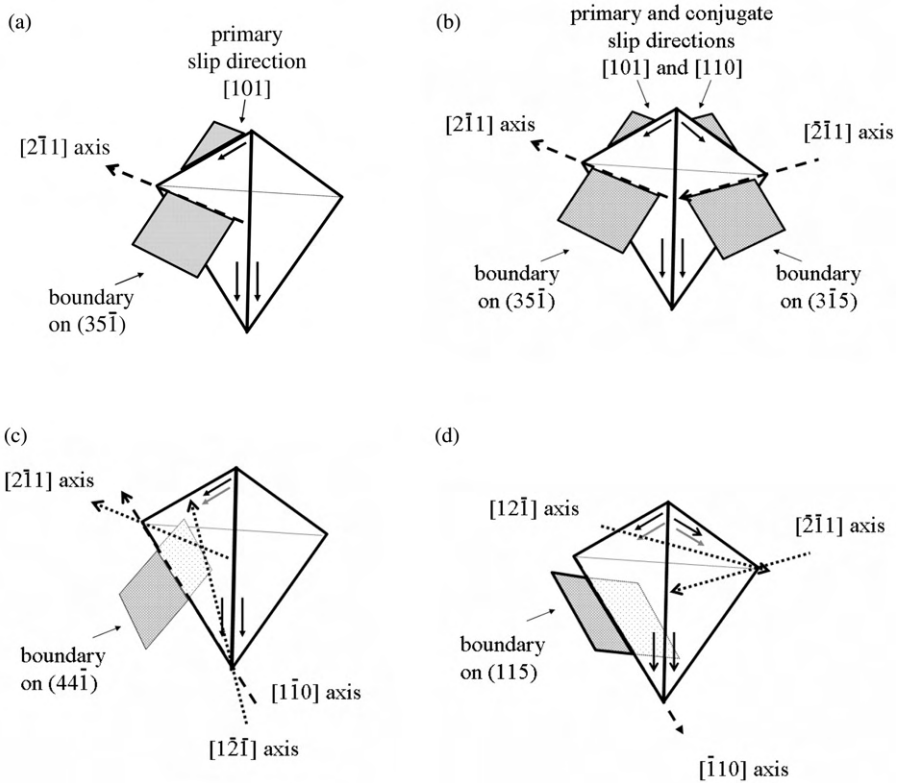 (a)
primary
slip direction
[101]
[21̄1] axis
boundary
on (351̄)
(b)
primary and conjugate
slip directions
[101] and [110]
[21̄1] axis
[2̄1̄1] axis
boundary
on (351̄)
boundary
on (31̄5)
(c)
[21̄1] axis
boundary
on (441̄)
[11̄0] axis
[12̄1̄] axis
(d)
[121̄] axis
[2̄1̄1] axis
boundary
on (115)
[1̄10] axis